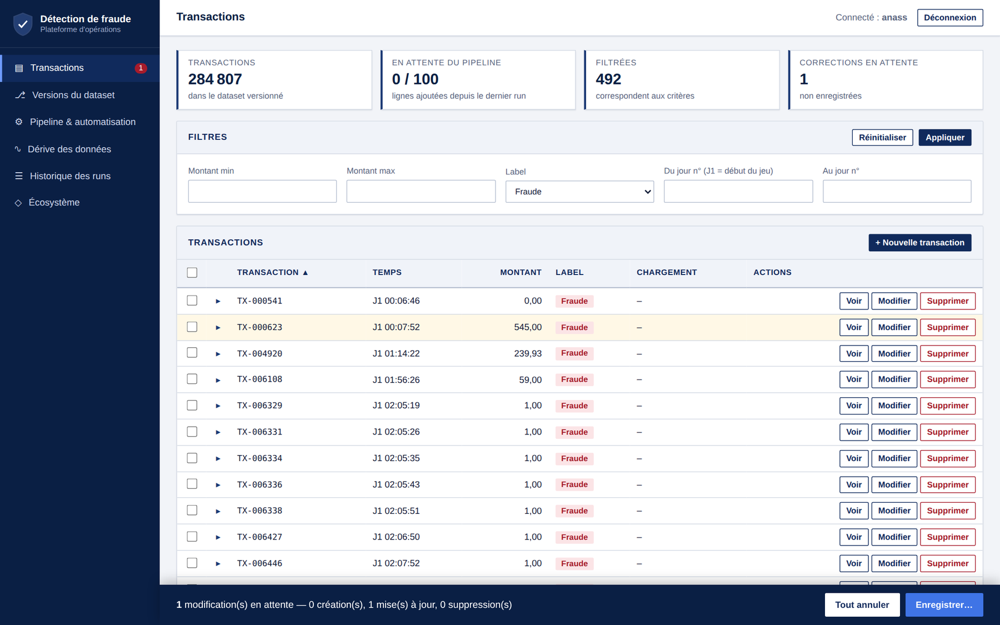 Détection de fraude
Plateforme d'opérations
Transactions 1
Versions du dataset
Pipeline & automatisation
Dérive des données
Historique des runs
Écosystème
Transactions
Connecté : anass Déconnexion
TRANSACTIONS
284 807
dans le dataset versionné
EN ATTENTE DU PIPELINE
0 / 100
lignes ajoutées depuis le dernier run
FILTRÉES
492
correspondent aux critères
CORRECTIONS EN ATTENTE
1
non enregistrées
FILTRES Réinitialiser Appliquer
Montant min Montant max Label Du jour n° (J1 = début du jeu) Au jour n°
Fraude
TRANSACTIONS + Nouvelle transaction
TRANSACTION ▲ TEMPS MONTANT LABEL CHARGEMENT ACTIONS
TX-000541 J1 00:06:46 0,00 Fraude – Voir Modifier Supprimer
TX-000623 J1 00:07:52 545,00 Fraude – Voir Modifier Supprimer
TX-004920 J1 01:14:22 239,93 Fraude – Voir Modifier Supprimer
TX-006108 J1 01:56:26 59,00 Fraude – Voir Modifier Supprimer
TX-006329 J1 02:05:19 1,00 Fraude – Voir Modifier Supprimer
TX-006331 J1 02:05:26 1,00 Fraude – Voir Modifier Supprimer
TX-006334 J1 02:05:35 1,00 Fraude – Voir Modifier Supprimer
TX-006336 J1 02:05:43 1,00 Fraude – Voir Modifier Supprimer
TX-006338 J1 02:05:51 1,00 Fraude – Voir Modifier Supprimer
TX-006427 J1 02:06:50 1,00 Fraude – Voir Modifier Supprimer
TX-006446 J1 02:07:52 1,00 Fraude – Voir Modifier Supprimer
1 modification(s) en attente — 0 création(s), 1 mise(s) à jour, 0 suppression(s) Tout annuler Enregistrer…